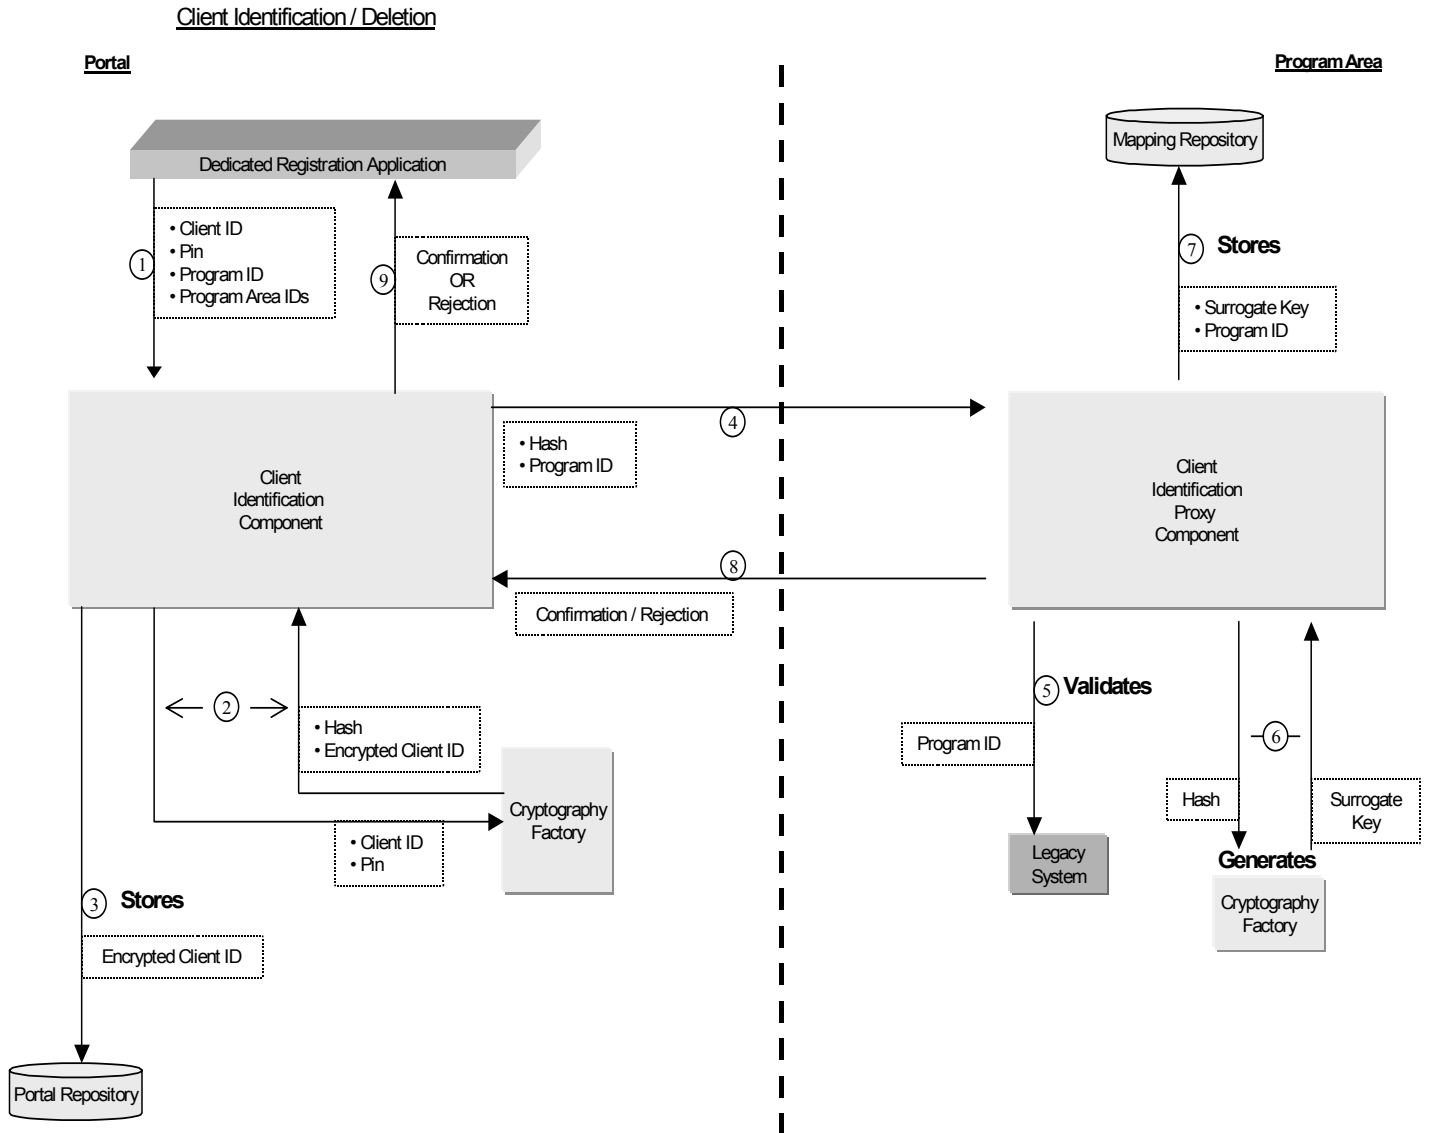 Client Identification / Deletion
Portal
Program Area
Dedicated Registration Application
Mapping Repository
• Client ID
• Pin
• Program ID
• Program Area IDs
1
9
Confirmation
OR
Rejection
7
Stores
• Surrogate Key
• Program ID
4
• Hash
• Program ID
Client
Identification
Component
Client
Identification
Proxy
Component
8
Confirmation / Rejection
2
• Hash
• Encrypted Client ID
5
Validates
Program ID
6
Hash
Surrogate
Key
Cryptography
Factory
• Client ID
• Pin
Legacy
System
Generates
Cryptography
Factory
3
Stores
Encrypted Client ID
Portal Repository